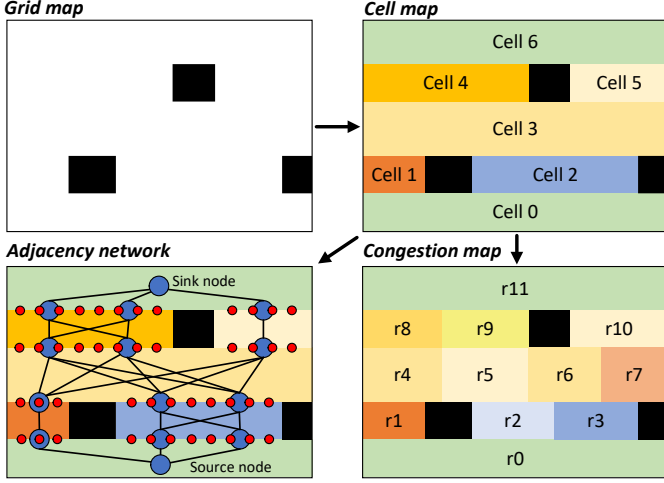 Grid map
Cell map
Cell 6
Cell 4
Cell 5
Cell 3
Cell 1
Cell 2
Cell 0
Adjacency network
Congestion map
Sink node
Source node
r11
r8 r9 r10
r4 r5 r6 r7
r1 r2 r3
r0